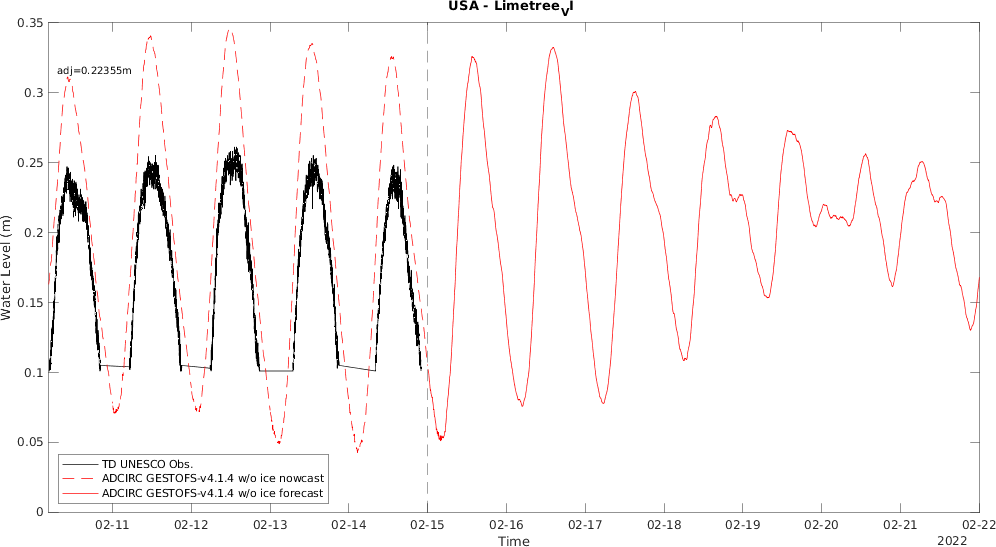 USA - Limetree_VI
adj=0.22355m
Water Level (m)
0.35
0.3
0.25
0.2
0.15
0.1
0.05
0
TD UNESCO Obs.
ADCIRC GESTOFS-v4.1.4 w/o ice nowcast
ADCIRC GESTOFS-v4.1.4 w/o ice forecast
02-11 02-12 02-13 02-14 02-15 02-16 02-17 02-18 02-19 02-20 02-21 02-22
Time
2022